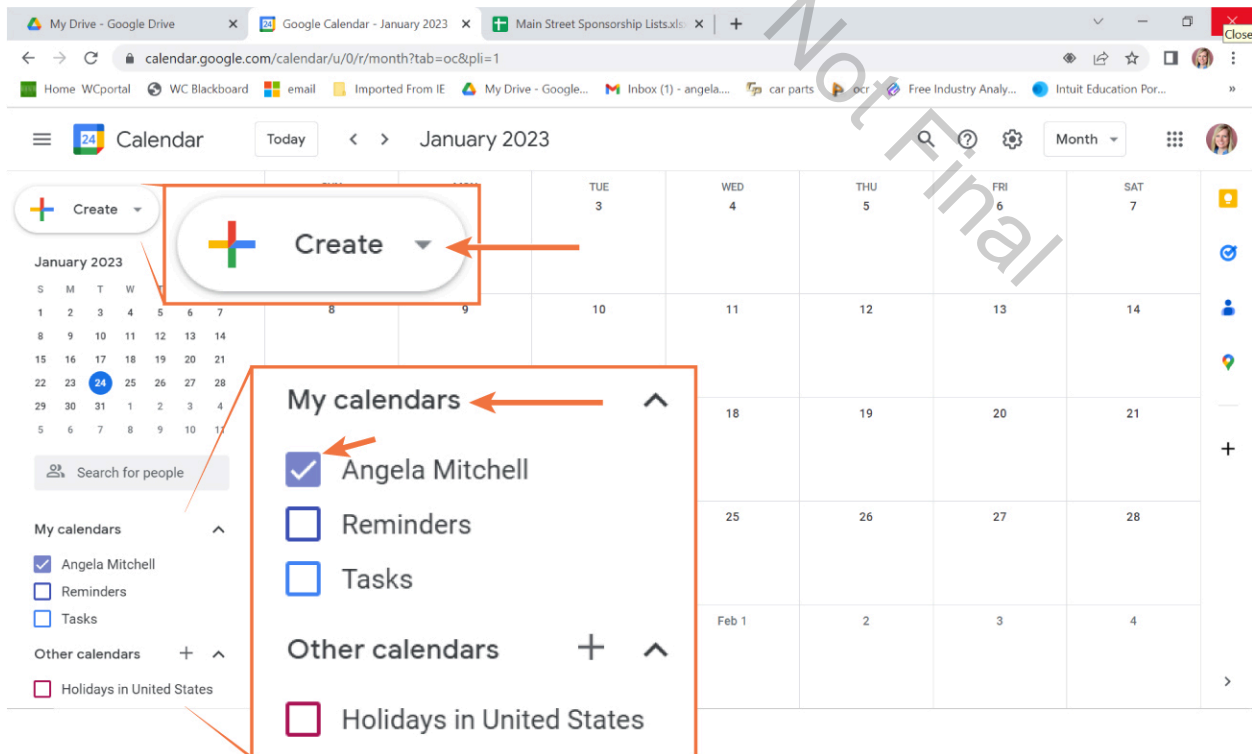 My Drive - Google Drive
Google Calendar - January 2023
Main Street Sponsorship Lists.xls
Close
calendar.google.com/calendar/u/0/r/month?tab=oc&pli=1
Home WCportal WC Blackboard email Imported From IE My Drive - Google... Inbox (1) - angela.... car parts ocr Free Industry Analy... Intuit Education Por... »
24 Calendar Today January 2023 Month
Not Final
Create
Create
TUE WED THU FRI SAT
3 4 5 6 7
January 2023
S M T W
1 2 3 4 5 6 7
8 9 10 11 12 13 14
15 16 17 18 19 20 21
22 23 24 25 26 27 28
29 30 31 1 2 3 4
5 6 7 8 9 10 11
8 9 10 11 12 13 14
18 19 20 21
25 26 27 28
Feb 1 2 3 4
Search for people
My calendars
Angela Mitchell
Reminders
Tasks
Other calendars
Holidays in United States
My calendars
Angela Mitchell
Reminders
Tasks
Other calendars
Holidays in United States